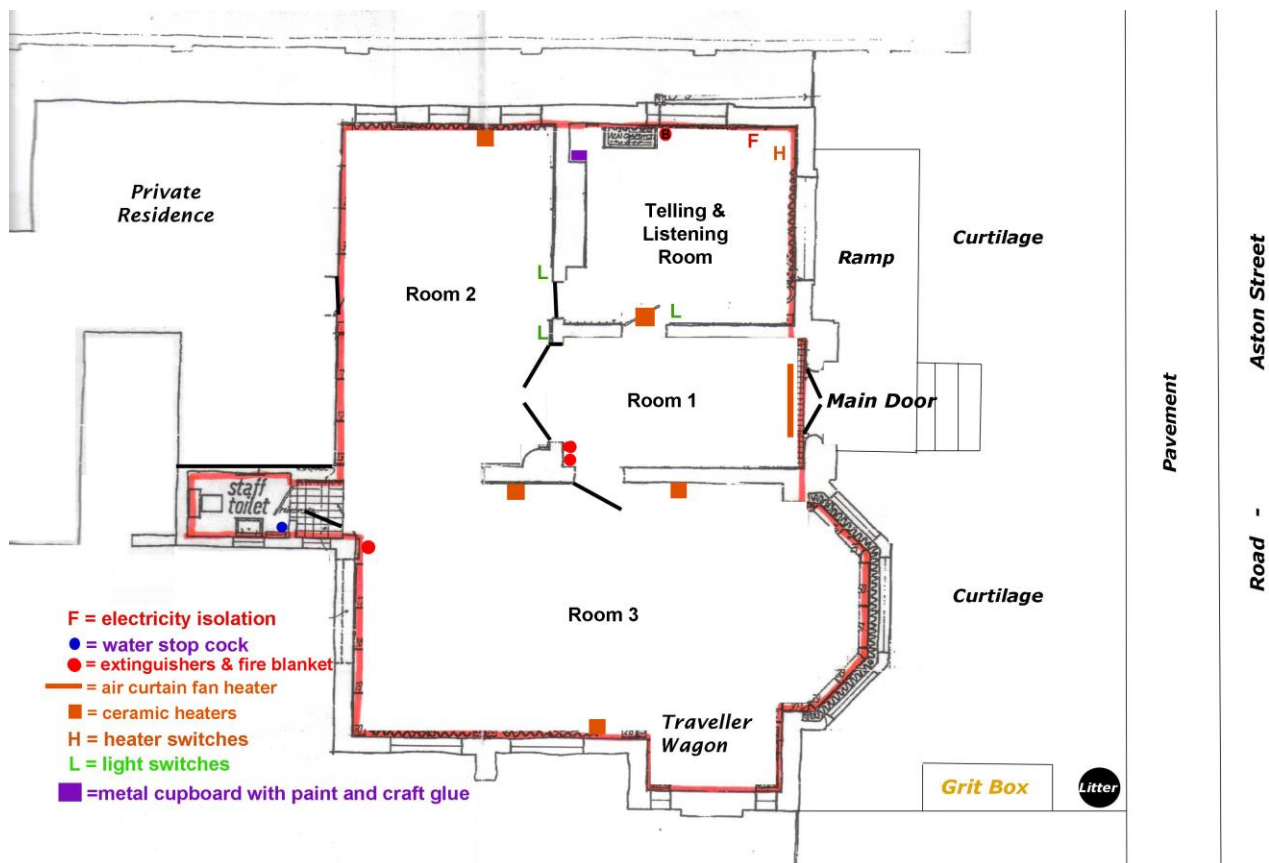 Private
Residence
B
F
H
Telling &
Listening
Room
Ramp
Curtilage
L
Room 2
L
L
Room 1
Main Door
Pavement
Road - Aston Street
staff
toilet
Room 3
Curtilage
F = electricity isolation
= water stop cock
= extinguishers & fire blanket
= air curtain fan heater
= ceramic heaters
H = heater switches
L = light switches
=metal cupboard with paint and craft glue
Traveller
Wagon
Grit Box
Litter